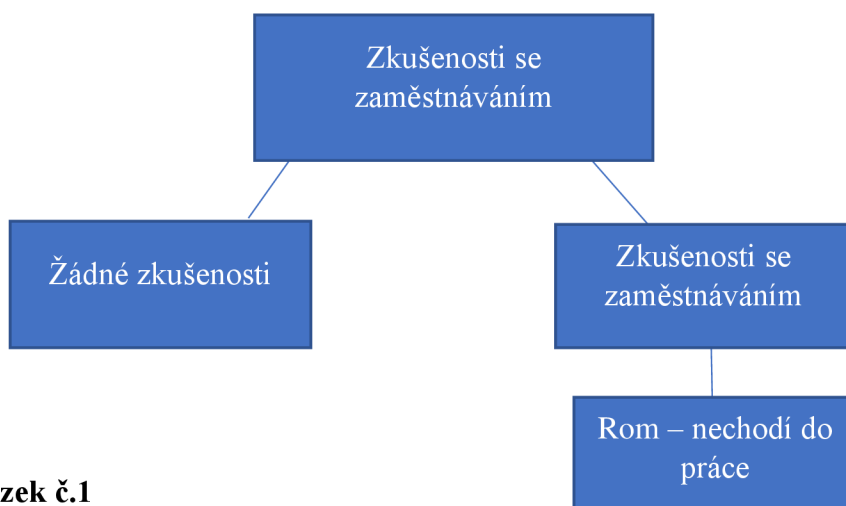 Zkušenosti se
zaměstnáváním
Žádné zkušenosti
Zkušenosti se
zaměstnáváním
Rom – nechodí do
práce
zek č.1